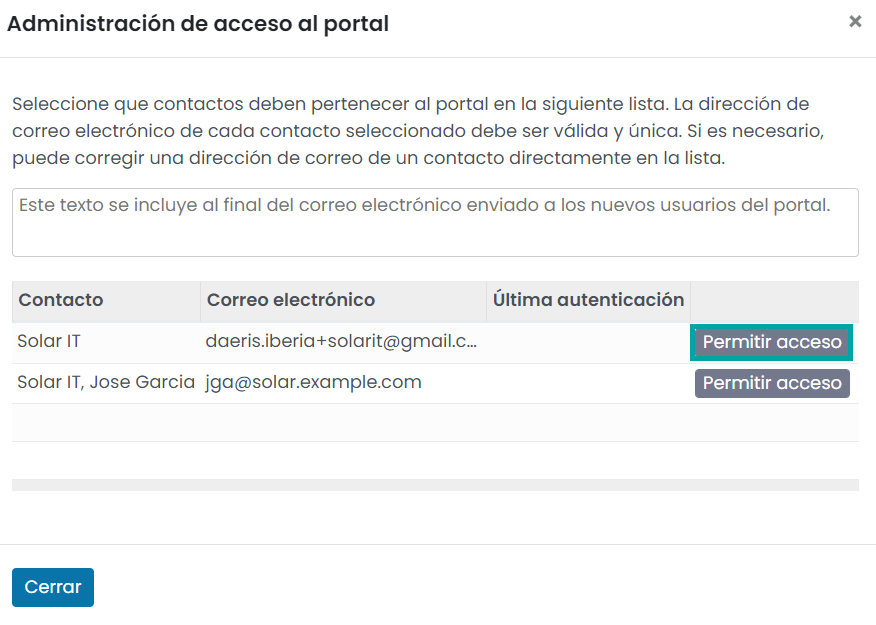 Administración de acceso al portal ×
Seleccione que contactos deben pertenecer al portal en la siguiente lista. La dirección de
correo electrónico de cada contacto seleccionado debe ser válida y única. Si es necesario,
puede corregir una dirección de correo de un contacto directamente en la lista.
Este texto se incluye al final del correo electrónico enviado a los nuevos usuarios del portal.
Contacto Correo electrónico Última autenticación
Solar IT daeris.iberia+solarit@gmail.c... Permitir acceso
Solar IT, Jose Garcia jga@solar.example.com Permitir acceso
Cerrar